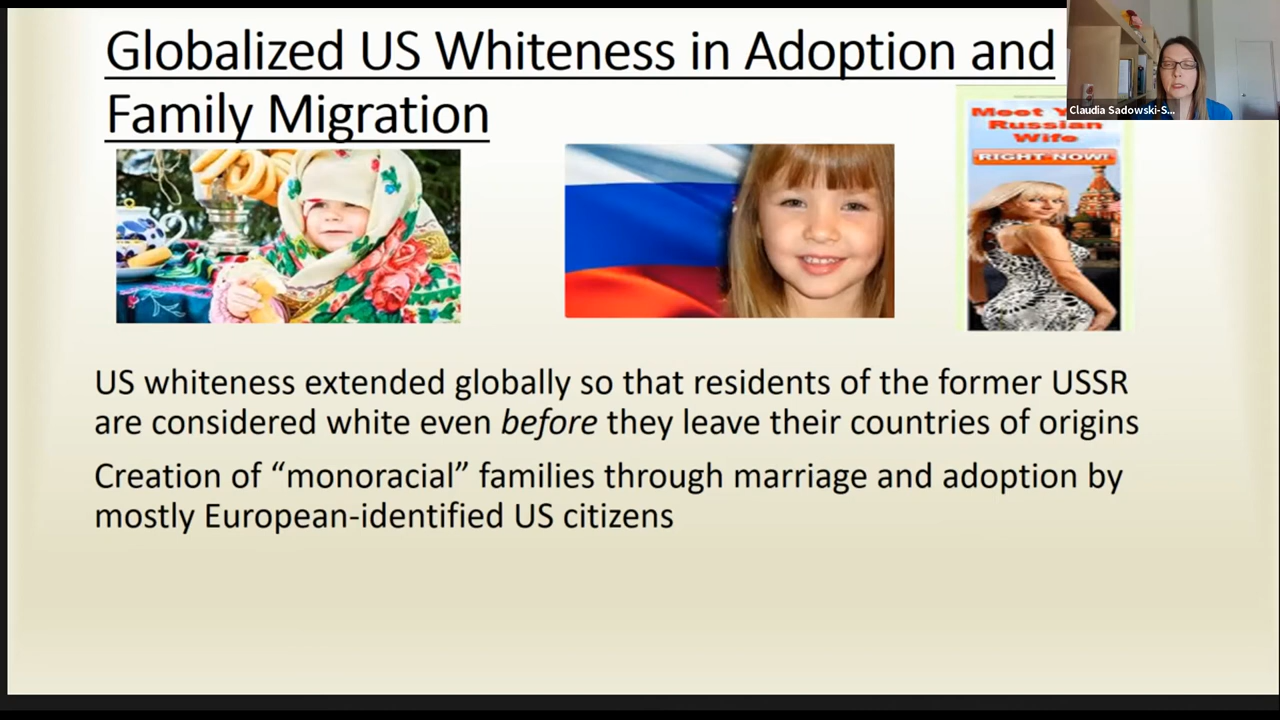 Globalized US Whiteness in Adoption and
Family Migration
Claudia Sadowski-S...
Meet
Russian
Wife
RIGHT NOW!
US whiteness extended globally so that residents of the former USSR
are considered white even before they leave their countries of origins
Creation of “monoracial” families through marriage and adoption by
mostly European-identified US citizens